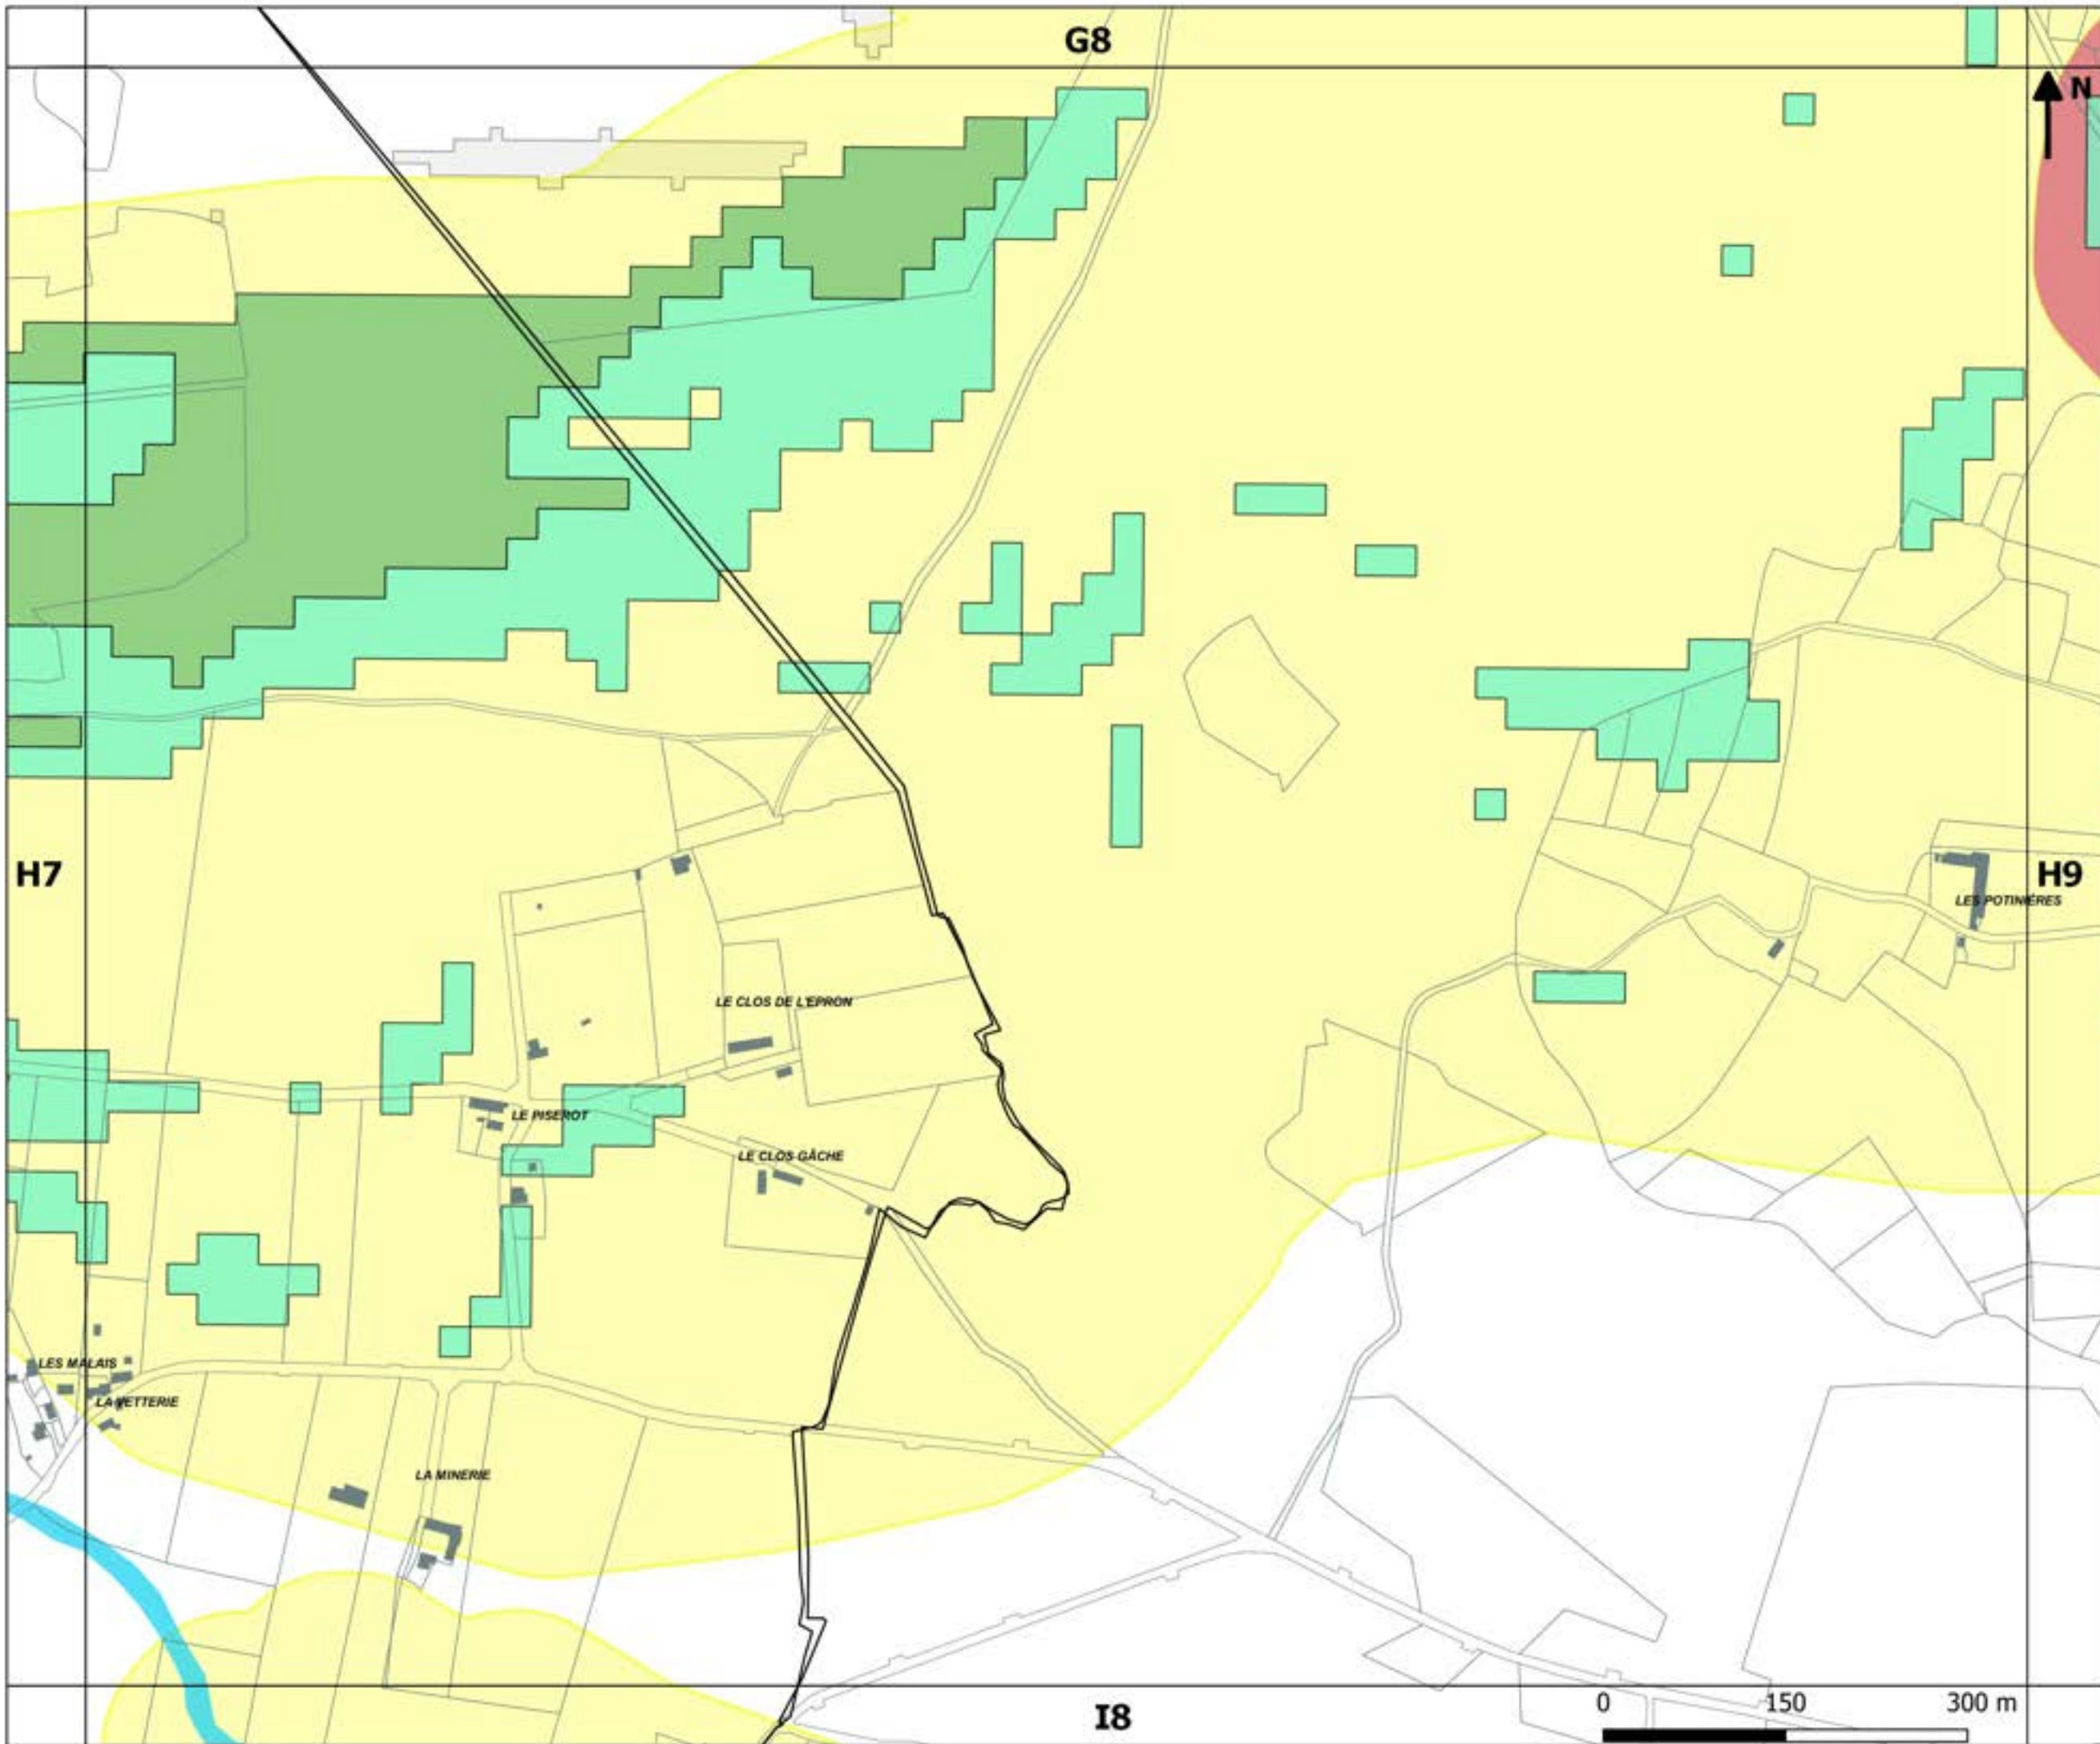 G8
N
H7
H9
LES POTINIÉRES
LE CLOS DE L'EPRON
LE PISEROT
LE CLOS GÂCHE
LES MALAIS
LA VETTERIE
LA MINERIE
I8
0 150 300 m